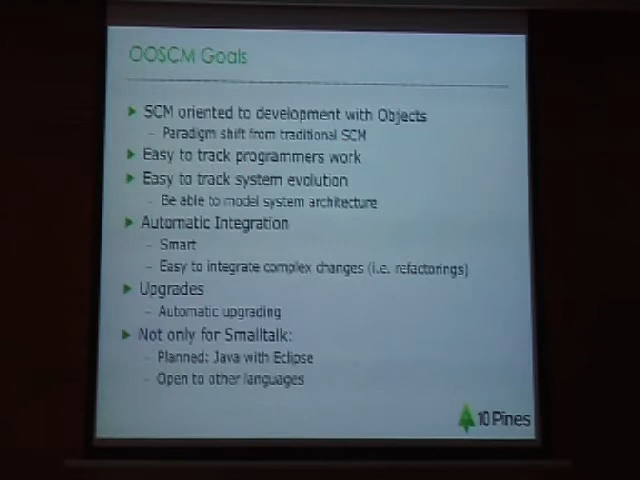 OOSCM Goals
SCM oriented to development with Objects
- Paradigm shift from traditional SCM
Easy to track programmers work
Easy to track system evolution
- Be able to model system architecture
Automatic Integration
- Smart
- Easy to integrate complex changes (i.e. refactorings)
Upgrades
- Automatic upgrading
Not only for Smalltalk:
- Planned: Java with Eclipse
- Open to other languages
10 Pines